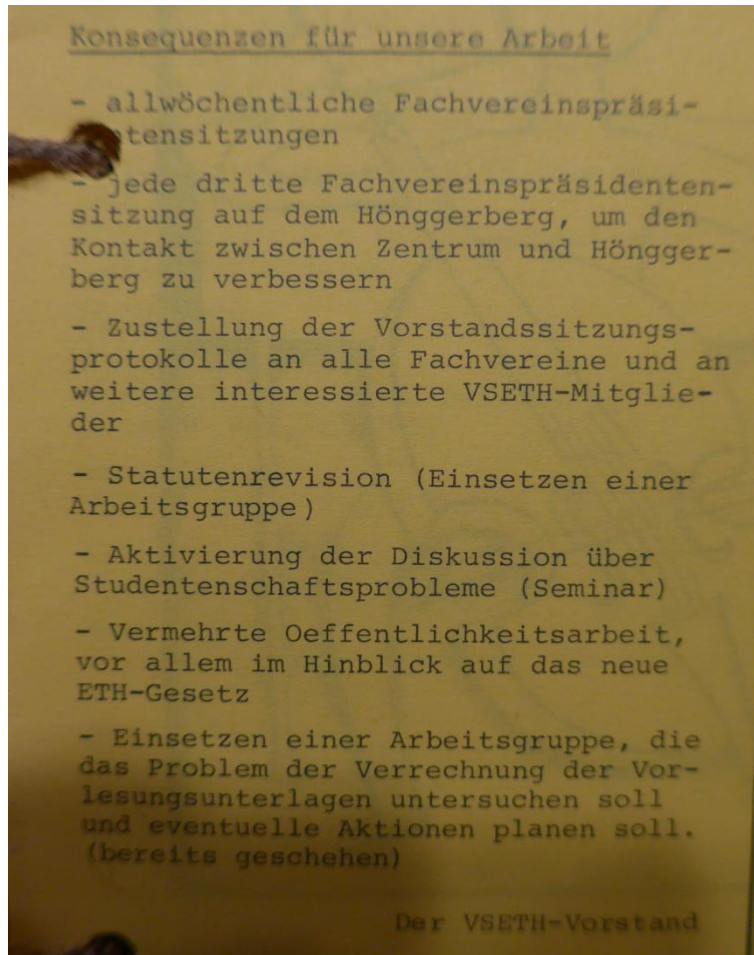 Konsequenzen für unsere Arbeit
- allwöchentliche Fachvereinspräsi-
tensitzungen
- jede dritte Fachvereinspräsidenten-
sitzung auf dem Hönggerberg, um den
Kontakt zwischen Zentrum und Höngger-
berg zu verbessern
- Zustellung der Vorstandssitzungs-
protokolle an alle Fachvereine und an
weitere interessierte VSETH-Mitglie-
der
- Statutenrevision (Einsetzen einer
Arbeitsgruppe)
- Aktivierung der Diskussion über
Studentenschaftsprobleme (Seminar)
- Vermehrte Oeffentlichkeitsarbeit,
vor allem im Hinblick auf das neue
ETH-Gesetz
- Einsetzen einer Arbeitsgruppe, die
das Problem der Verrechnung der Vor-
lesungsunterlagen untersuchen soll
und eventuelle Aktionen planen soll.
(bereits geschehen)
Der VSETH-Vorstand